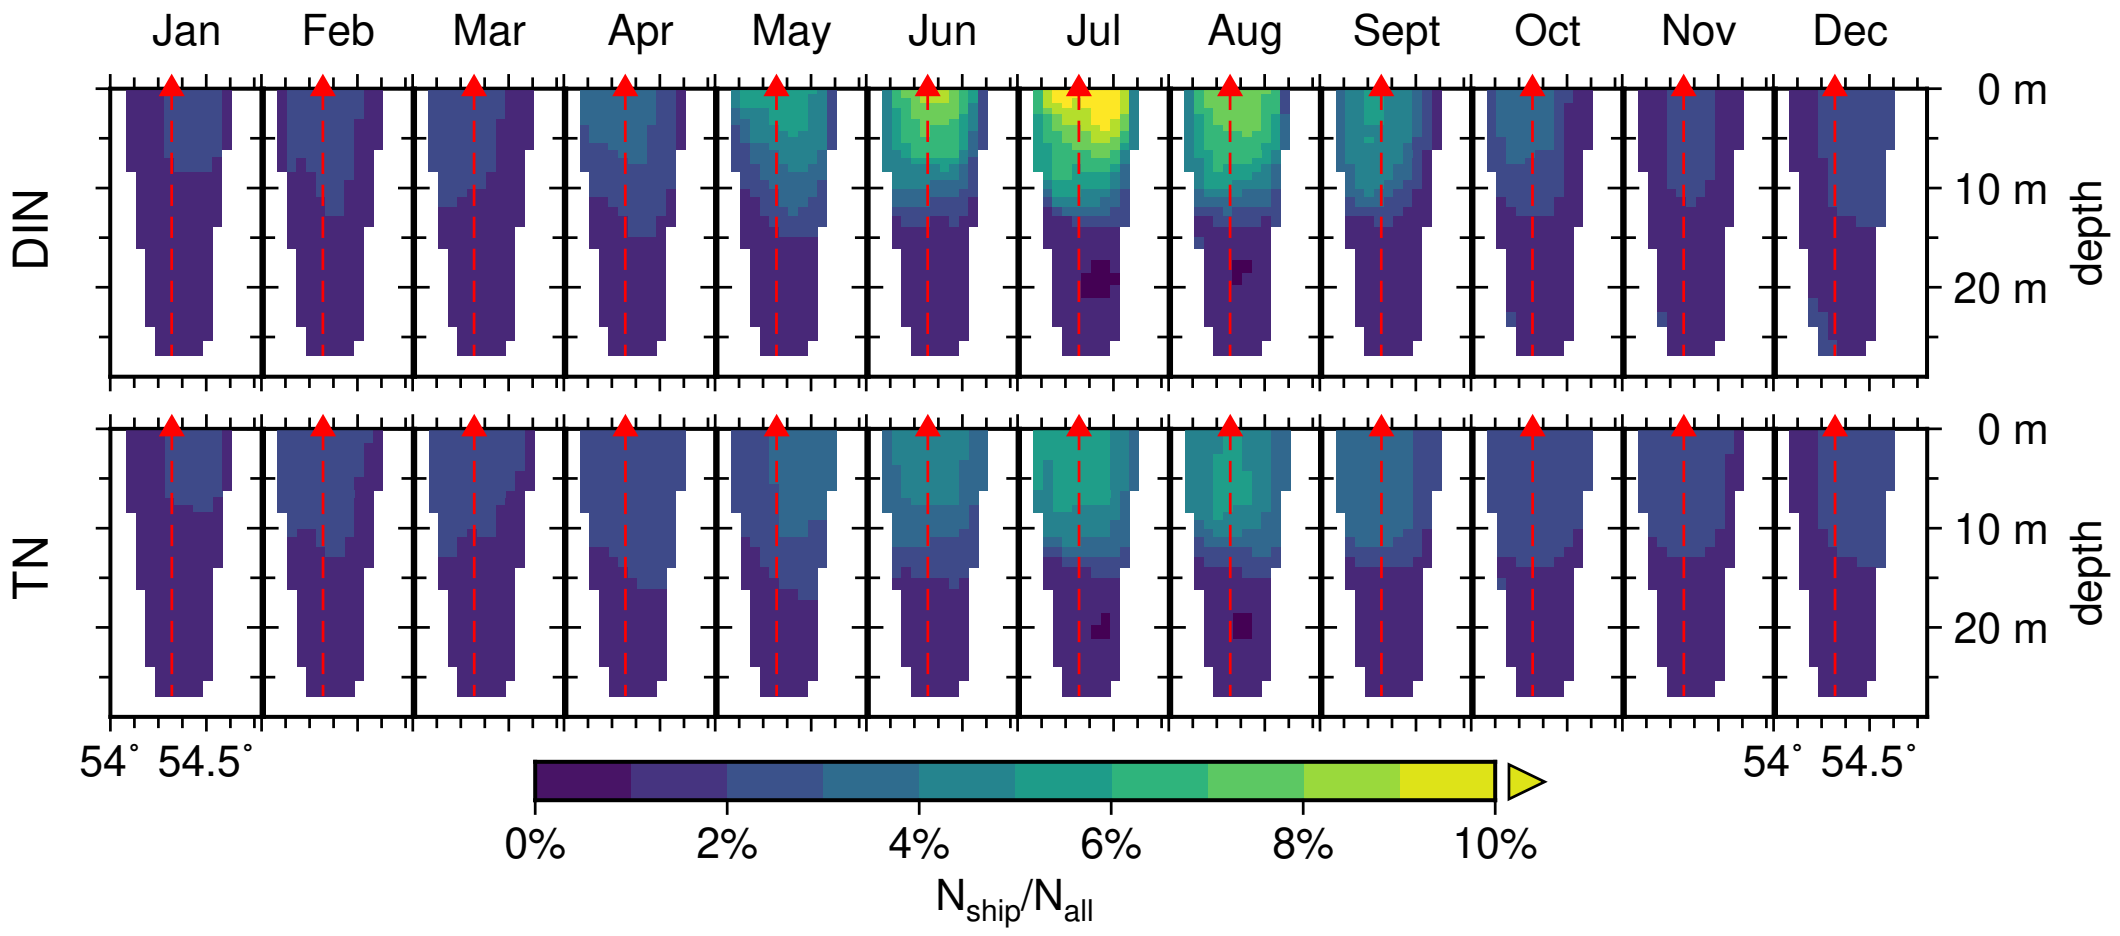 Jan Feb Mar Apr May Jun Jul Aug Sept Oct Nov Dec
DIN
0 m
10 m
20 m
depth
TN
0 m
10 m
20 m
depth
54° 54.5° 54° 54.5°
0% 2% 4% 6% 8% 10%
Nship/Nall